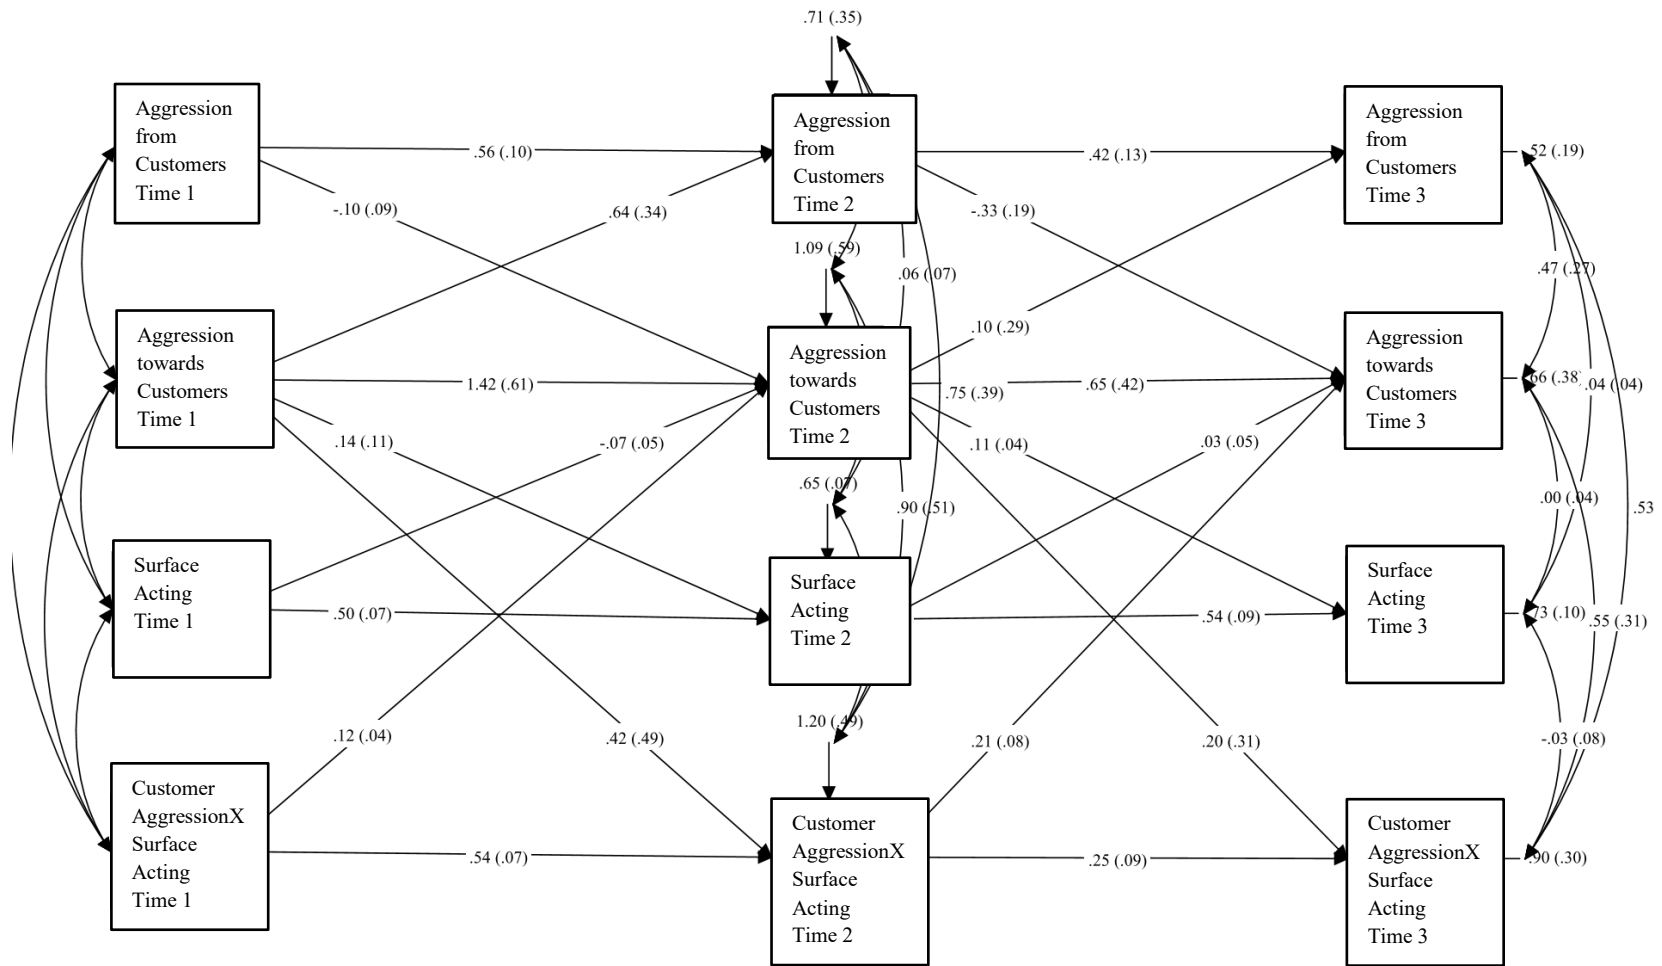 .71 (.35)
Aggression
from
Customers
Time 1
Aggression
from
Customers
Time 2
Aggression
from
Customers
Time 3
.56 (.10)
.42 (.13)
.52 (.19)
-.10 (.09)
.64 (.34)
-.33 (.19)
1.09 (.59)
.06 (.07)
.47 (.27)
.10 (.29)
Aggression
towards
Customers
Time 1
Aggression
towards
Customers
Time 2
Aggression
towards
Customers
Time 3
1.42 (.61)
.75 (.39)
.65 (.42)
.66 (.38)
.04 (.04)
.14 (.11)
-.07 (.05)
.11 (.04)
.03 (.05)
.65 (.07)
.90 (.51)
.00 (.04)
.53
Surface
Acting
Time 1
Surface
Acting
Time 2
Surface
Acting
Time 3
.50 (.07)
.54 (.09)
.73 (.10)
.55 (.31)
1.20 (.49)
.12 (.04)
.42 (.49)
.21 (.08)
.20 (.31)
-.03 (.08)
Customer
AggressionX
Surface
Acting
Time 1
Customer
AggressionX
Surface
Acting
Time 2
Customer
AggressionX
Surface
Acting
Time 3
.54 (.07)
.25 (.09)
.90 (.30)